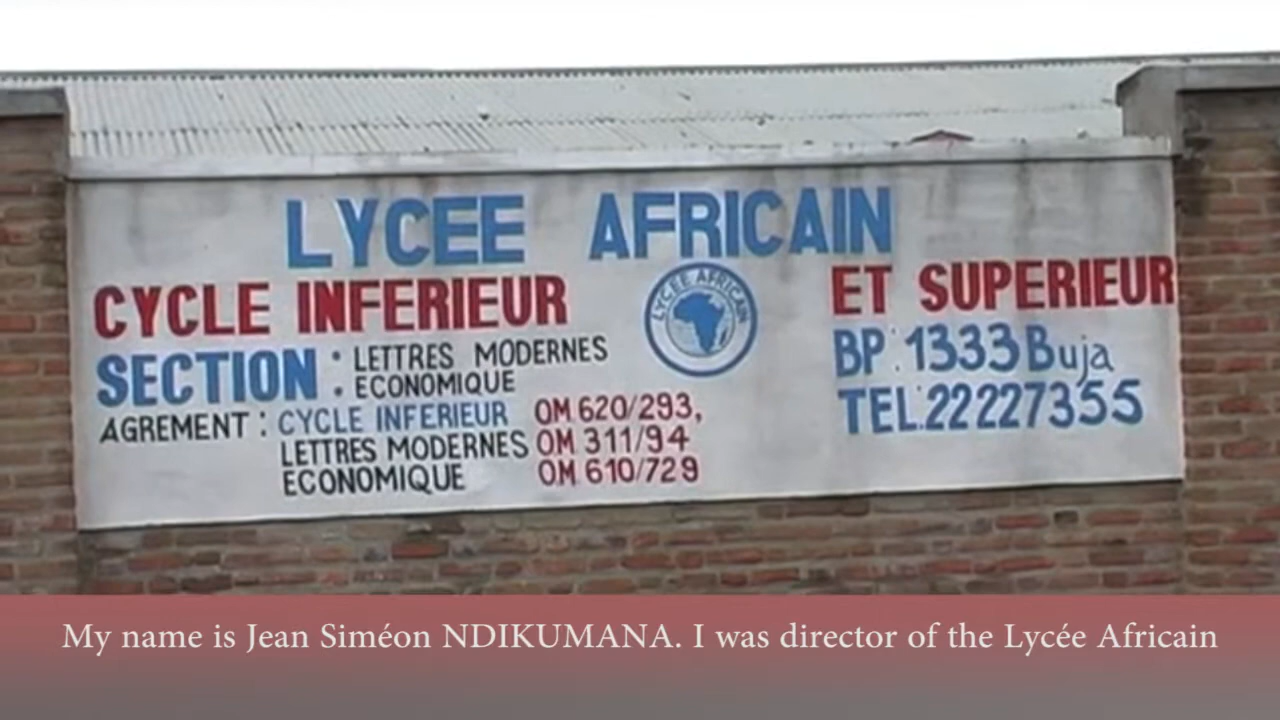 LYCEE AFRICAIN
CYCLE INFERIEUR ET SUPERIEUR
LYCEE AFRICAIN
SECTION : LETTRES MODERNES
ECONOMIQUE
BP : 1333 Buja
TEL:22227355
AGREMENT : CYCLE INFERIEUR OM 620/293,
LETTRES MODERNES OM 311/94
ECONOMIQUE OM 610/729
My name is Jean Siméon NDIKUMANA. I was director of the Lycée Africain